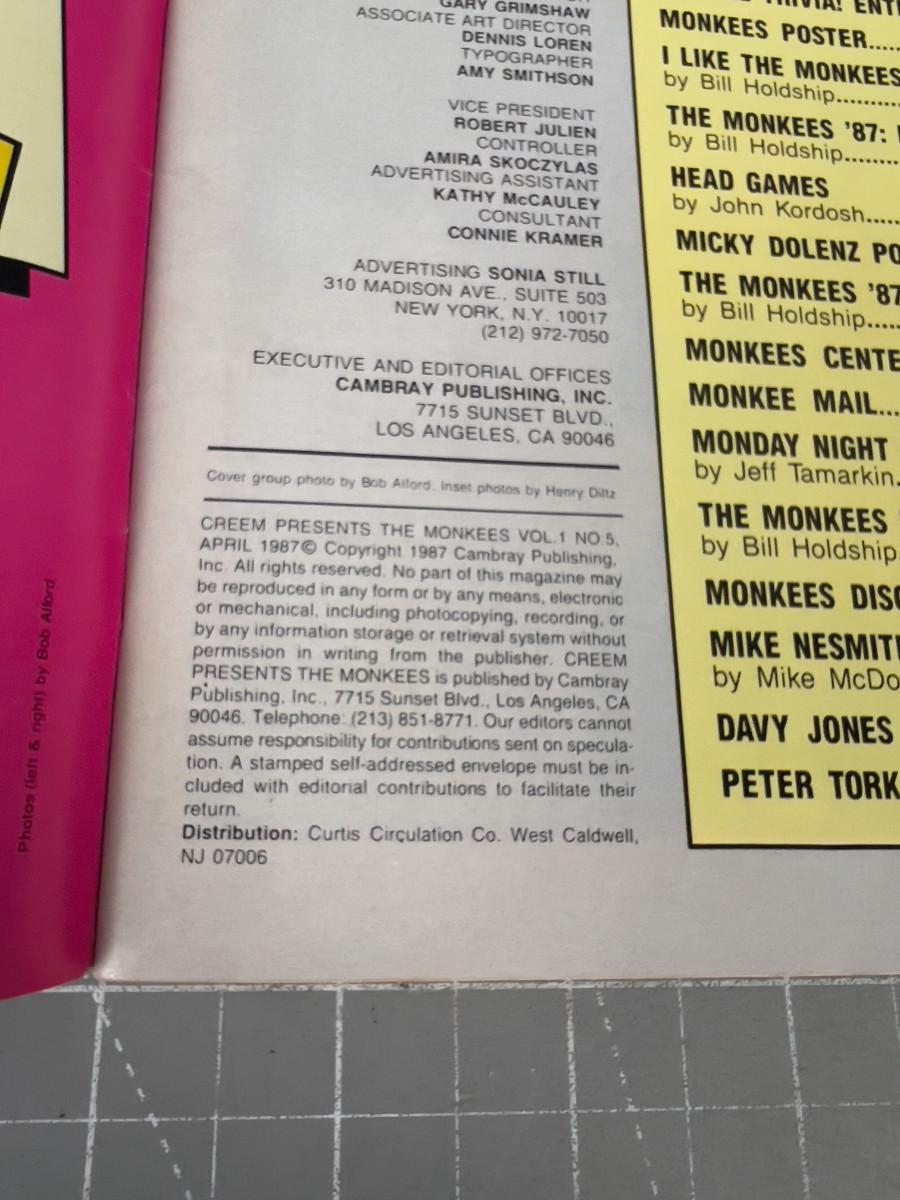 GARY GRIMSHAW
ASSOCIATE ART DIRECTOR
DENNIS LOREN
TYPOGRAPHER
AMY SMITHSON
VICE PRESIDENT
ROBERT JULIEN
CONTROLLER
AMIRA SKOCZYLAS
ADVERTISING ASSISTANT
KATHY McCAULEY
CONSULTANT
CONNIE KRAMER
ADVERTISING SONIA STILL
310 MADISON AVE., SUITE 503
NEW YORK, N.Y. 10017
(212) 972-7050
EXECUTIVE AND EDITORIAL OFFICES
CAMBRAY PUBLISHING, INC.
7715 SUNSET BLVD.,
LOS ANGELES, CA 90046
Cover group photo by Bob Alford. Inset photos by Henry Diltz
CREEM PRESENTS THE MONKEES VOL.1 NO.5,
APRIL 1987© Copyright 1987 Cambray Publishing,
Inc. All rights reserved. No part of this magazine may
be reproduced in any form or by any means, electronic
or mechanical, including photocopying, recording, or
by any information storage or retrieval system without
permission in writing from the publisher. CREEM
PRESENTS THE MONKEES is published by Cambray
Publishing, Inc., 7715 Sunset Blvd., Los Angeles, CA
90046. Telephone: (213) 851-8771. Our editors cannot
assume responsibility for contributions sent on specula-
tion. A stamped self-addressed envelope must be in-
cluded with editorial contributions to facilitate their
return.
Distribution: Curtis Circulation Co. West Caldwell,
NJ 07006
Photos (left & right) by Bob Alford
TRIVIA! ENT
MONKEES POSTER.....
I LIKE THE MONKEES
by Bill Holdship..........
THE MONKEES '87:
by Bill Holdship........
HEAD GAMES
by John Kordosh.....
MICKY DOLENZ PO
THE MONKEES '87
by Bill Holdship.....
MONKEES CENTE
MONKEE MAIL...
MONDAY NIGHT
by Jeff Tamarkin.
THE MONKEES
by Bill Holdship
MONKEES DISC
MIKE NESMIT
by Mike McDo
DAVY JONES
PETER TORK